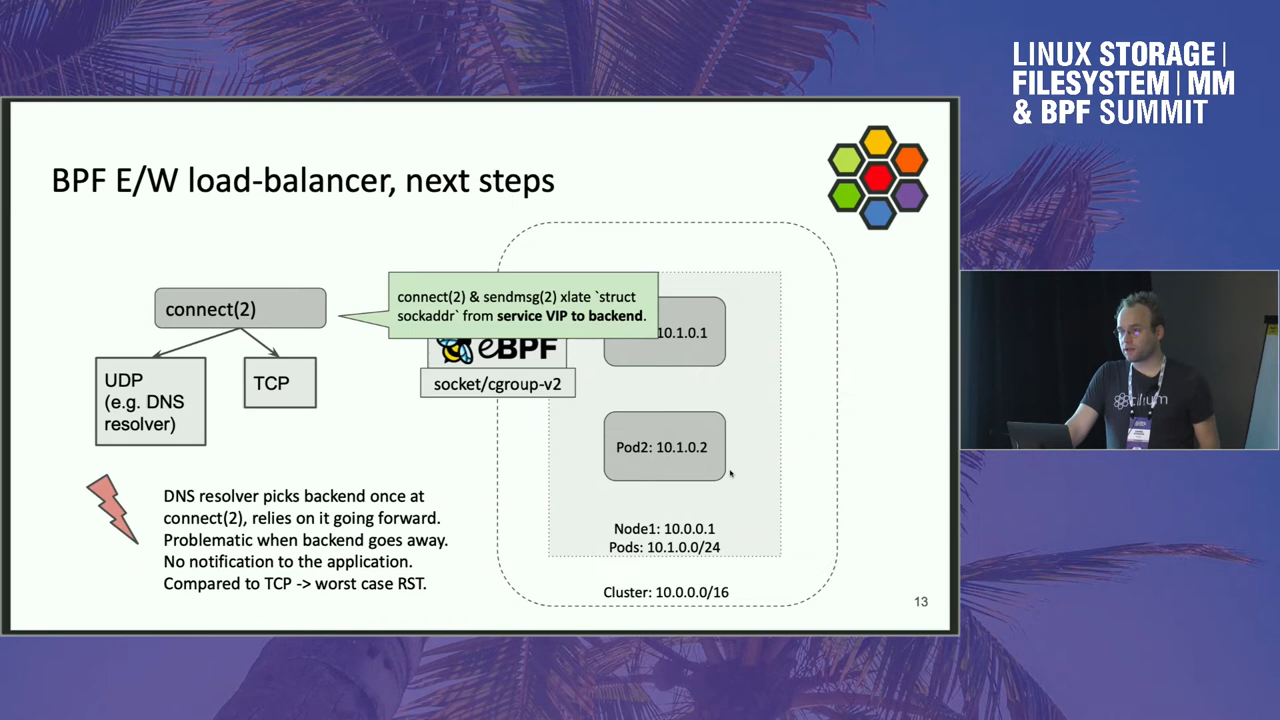 LINUX STORAGE |
FILESYSTEM | MM
& BPF SUMMIT
BPF E/W load-balancer, next steps
connect(2)
UDP
(e.g. DNS
resolver)
TCP
connect(2) & sendmsg(2) xlate `struct
sockaddr` from service VIP to backend.
eBPF
socket/cgroup-v2
10.1.0.1
Pod2: 10.1.0.2
Node1: 10.0.0.1
Pods: 10.1.0.0/24
Cluster: 10.0.0.0/16
DNS resolver picks backend once at
connect(2), relies on it going forward.
Problematic when backend goes away.
No notification to the application.
Compared to TCP -> worst case RST.
13
cilium